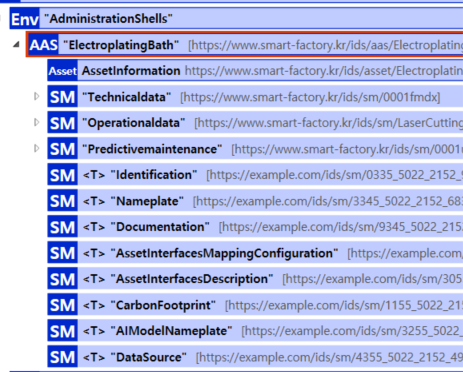 Env "AdministrationShells"
AAS "ElectroplatingBath" [https://www.smart-factory.kr/ids/aas/Electroplating
Asset AssetInformation https://www.smart-factory.kr/ids/asset/Electroplatin
SM "Technicaldata" [https://www.smart-factory.kr/ids/sm/0001fmdx]
SM "Operationaldata" [https://www.smart-factory.kr/ids/sm/LaserCutting
SM "Predictivemaintenance" [https://www.smart-factory.kr/ids/sm/0001
SM <T> "Identification" [https://example.com/ids/sm/0335_5022_2152_
SM <T> "Nameplate" [https://example.com/ids/sm/3345_5022_2152_683
SM <T> "Documentation" [https://example.com/ids/sm/9345_5022_215
SM <T> "AssetInterfacesMappingConfiguration" [https://example.com
SM <T> "AssetInterfacesDescription" [https://example.com/ids/sm/305
SM <T> "CarbonFootprint" [https://example.com/ids/sm/1155_5022_215
SM <T> "AIModelNameplate" [https://example.com/ids/sm/3255_5022_
SM <T> "DataSource" [https://example.com/ids/sm/4355_5022_2152_49